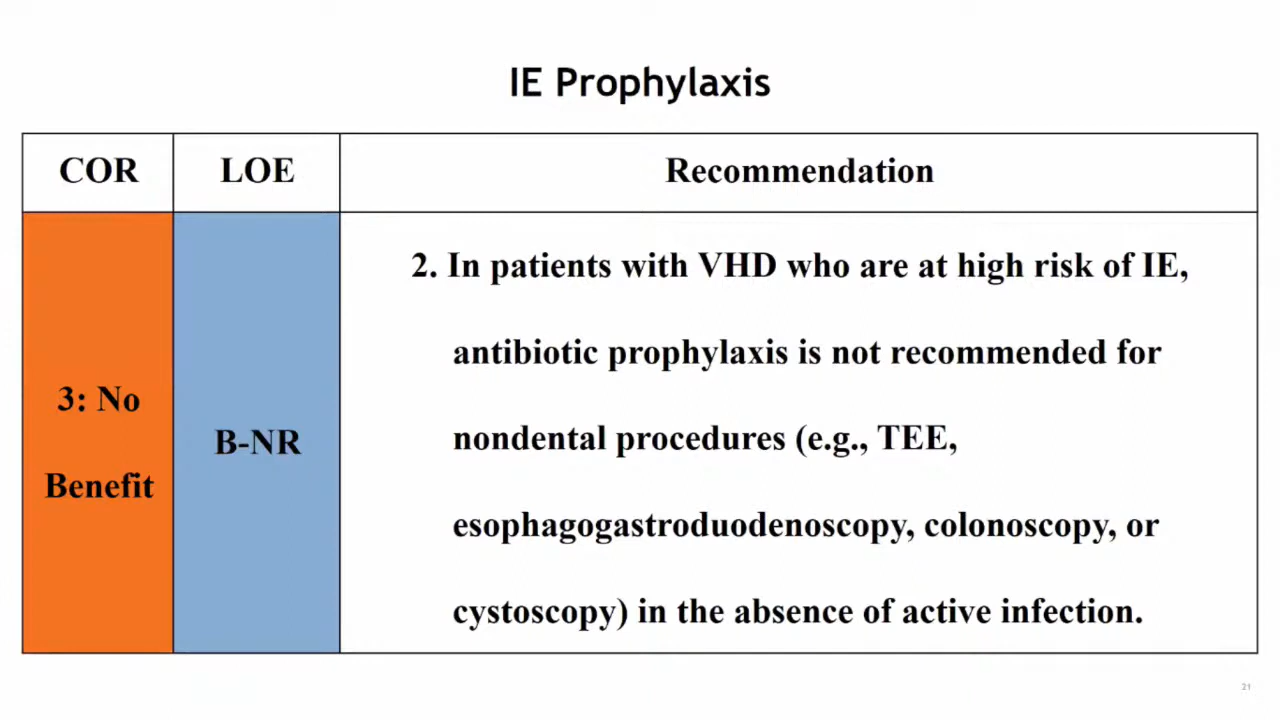 IE Prophylaxis
COR LOE Recommendation
3: No
Benefit
B-NR
2. In patients with VHD who are at high risk of IE,
antibiotic prophylaxis is not recommended for
nondental procedures (e.g., TEE,
esophagogastroduodenoscopy, colonoscopy, or
cystoscopy) in the absence of active infection.
21